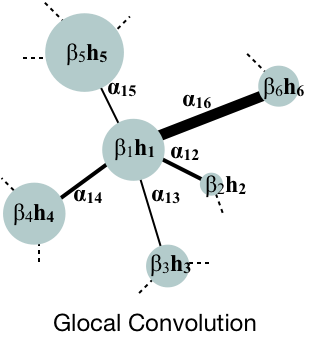 β₅h₅
α₁₅
α₁₆
β₆h₆
β₁h₁
α₁₂
β₂h₂
α₁₄
α₁₃
β₄h₄
β₃h₃
Glocal Convolution